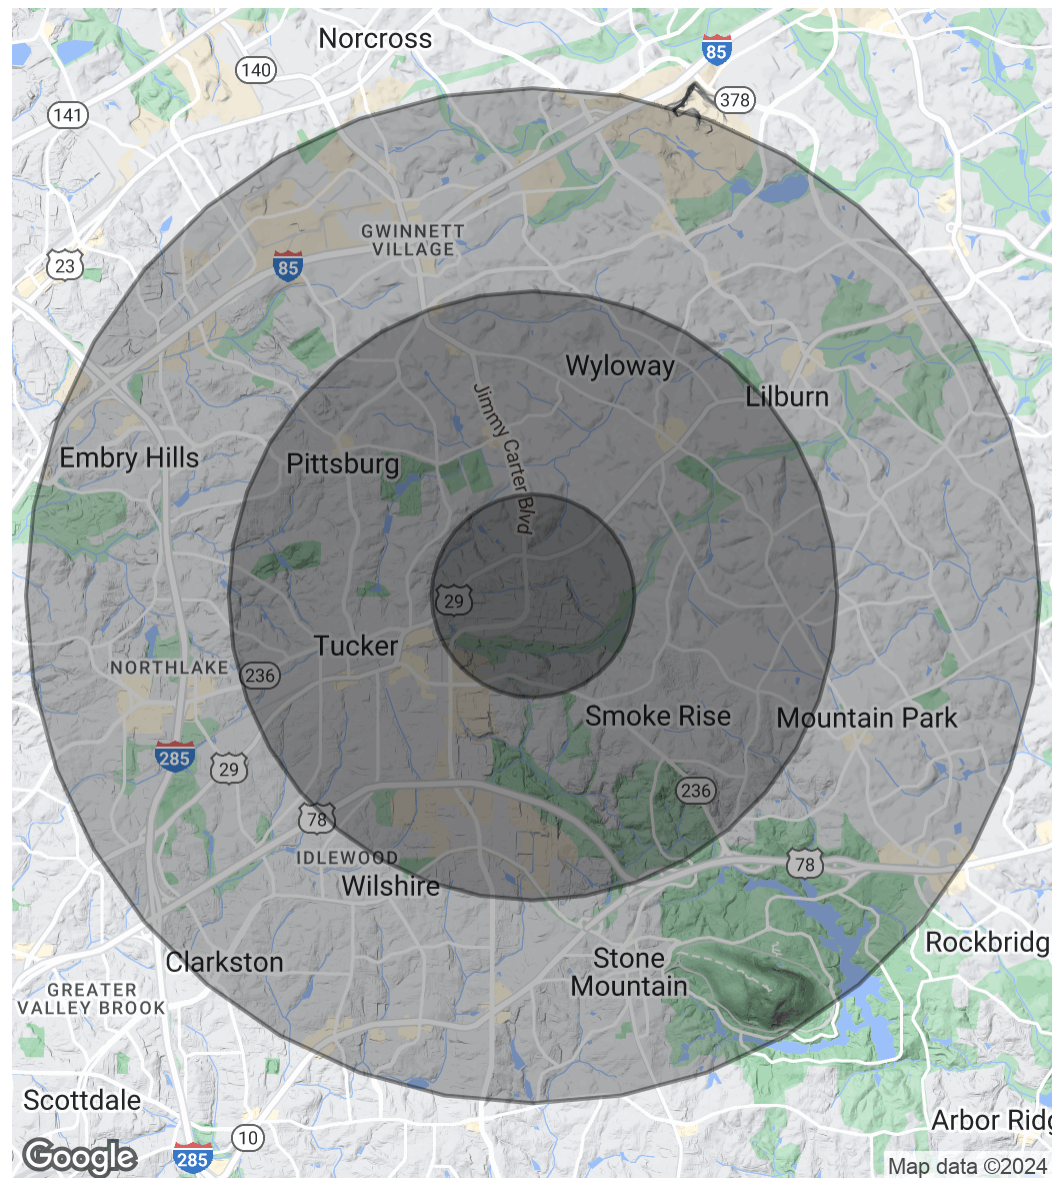 Norcross
85
140
378
141
GWINNETT
VILLAGE
23
85
Wyloway
Jimmy Carter Blvd
Lilburn
Embry Hills
Pittsburg
29
Tucker
NORTHLAKE
236
Smoke Rise
Mountain Park
285
29
236
78
IDLEWOOD
78
Wilshire
Rockbridg
Clarkston
Stone
Mountain
GREATER
VALLEY BROOK
Scottdale
Arbor Ridg
10
Google
285
Map data ©2024